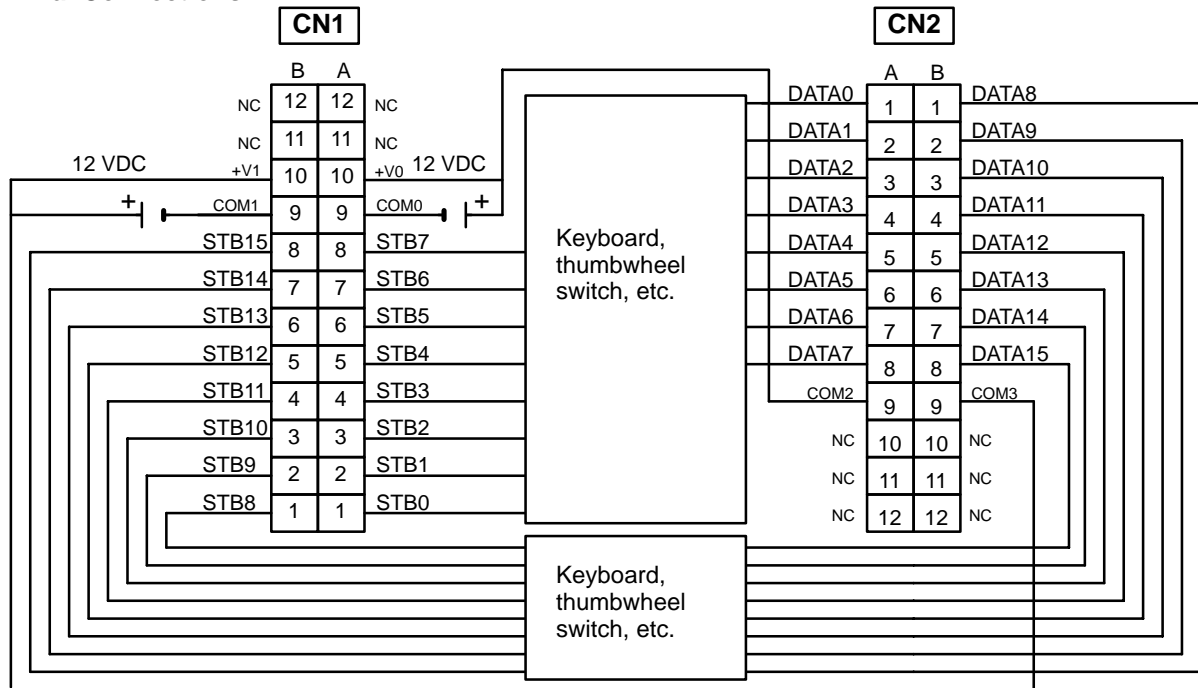 CN1 CN2
B A A B
NC 12 12 NC DATA0 1 1 DATA8
NC 11 11 NC DATA1 2 2 DATA9
12 VDC +V1 10 10 +V0 12 VDC DATA2 3 3 DATA10
+ COM1 9 9 COM0 + DATA3 4 4 DATA11
STB15 8 8 STB7 DATA4 5 5 DATA12
STB14 7 7 STB6 DATA5 6 6 DATA13
STB13 6 6 STB5 DATA6 7 7 DATA14
STB12 5 5 STB4 DATA7 8 8 DATA15
STB11 4 4 STB3 COM2 9 9 COM3
STB10 3 3 STB2 NC 10 10 NC
STB9 2 2 STB1 NC 11 11 NC
STB8 1 1 STB0 NC 12 12 NC
Keyboard,
thumbwheel
switch, etc.
Keyboard,
thumbwheel
switch, etc.